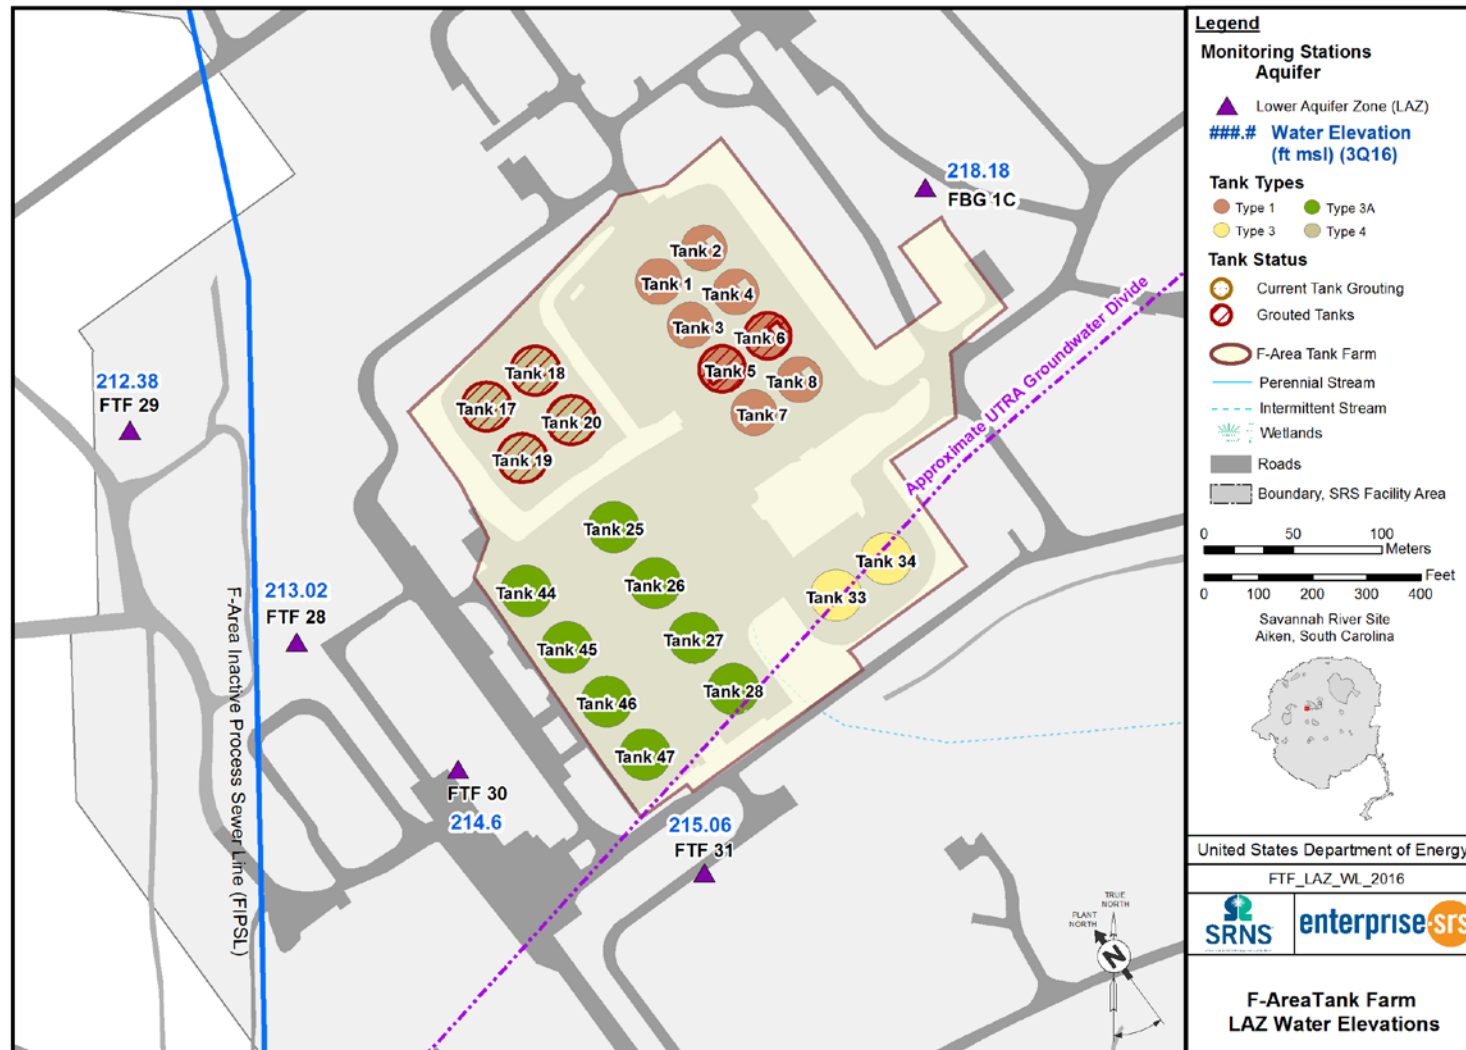 218.18
FBG 1C
Tank 2
Tank 1
Tank 4
Tank 3
Tank 6
Tank 5
Tank 8
Tank 7
Tank 18
Tank 17
Tank 20
Tank 19
212.38
FTF 29
Approximate UTRA Groundwater Divide
Tank 25
Tank 34
Tank 26
Tank 44
Tank 33
213.02
FTF 28
Tank 27
Tank 45
Tank 28
Tank 46
Tank 47
F-Area Inactive Process Sewer Line (FIPSL)
FTF 30
214.6
215.06
FTF 31
TRUE
NORTH
PLANT
NORTH
N
Legend
Monitoring Stations
Aquifer
Lower Aquifer Zone (LAZ)
###.# Water Elevation
(ft msl) (3Q16)
Tank Types
Type 1 Type 3A
Type 3 Type 4
Tank Status
Current Tank Grouting
Grouted Tanks
F-Area Tank Farm
Perennial Stream
Intermittent Stream
Wetlands
Roads
Boundary, SRS Facility Area
0 50 100
Meters
Feet
0 100 200 300 400
Savannah River Site
Aiken, South Carolina
United States Department of Energy
FTF_LAZ_WL_2016
SRNS
enterprise·srs
F-AreaTank Farm
LAZ Water Elevations